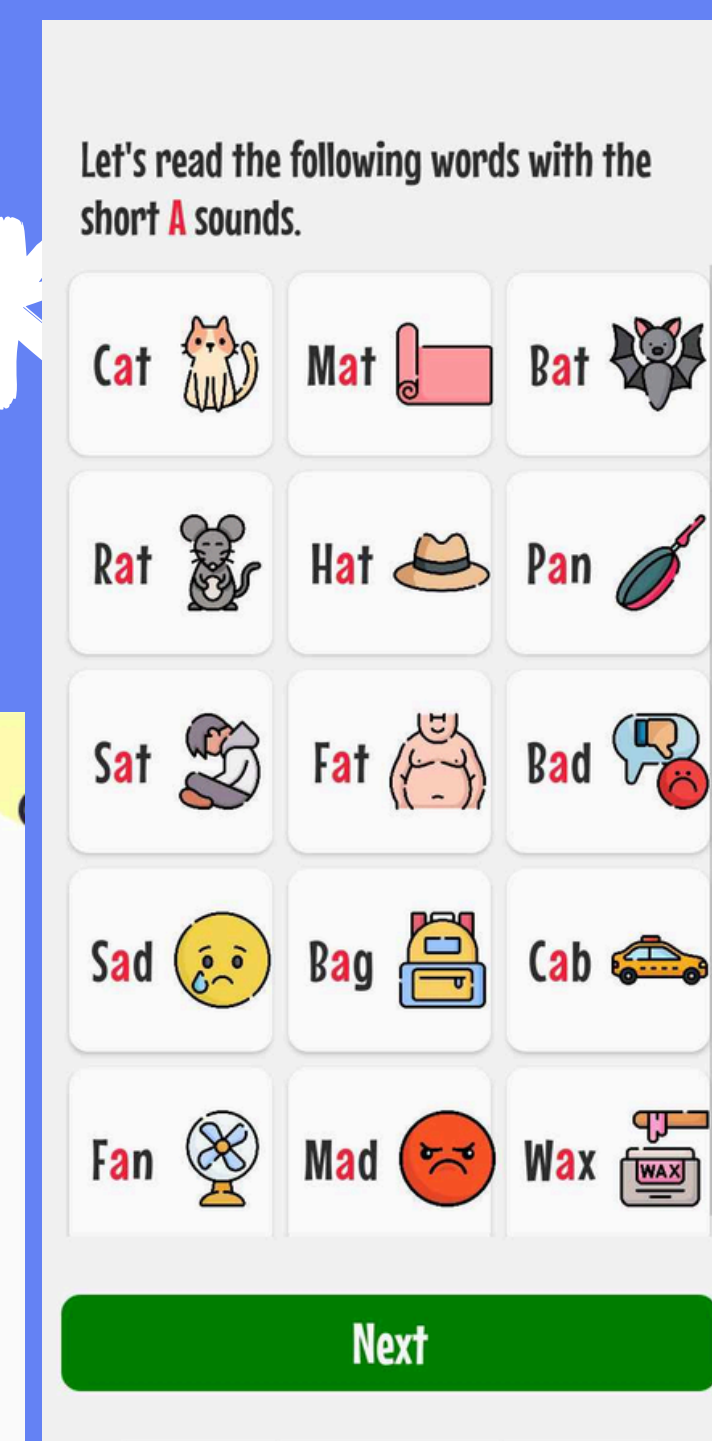 Let's read the following words with the
short A sounds.
Cat Mat Bat
Rat Hat Pan
Sat Fat Bad
Sad Bag Cab
Fan Mad Wax
WAX
Next